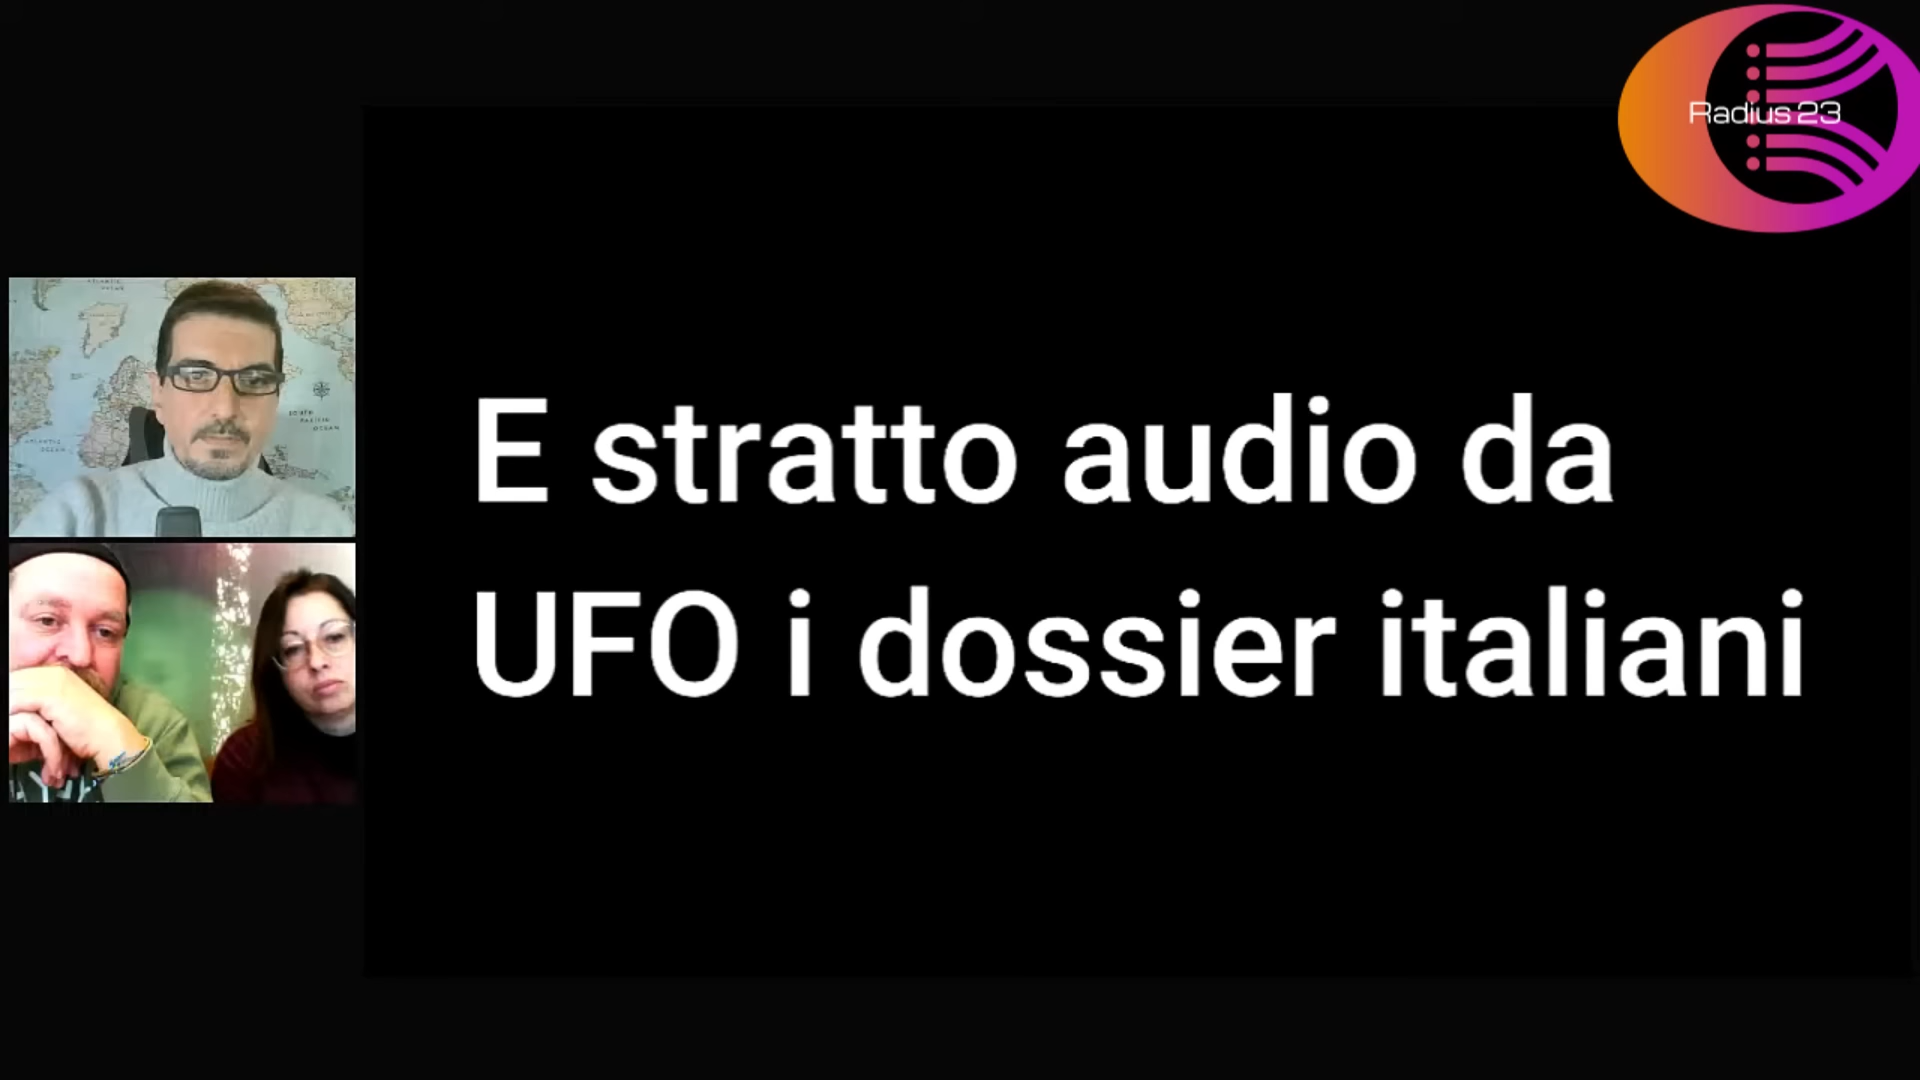 Radius 23
E stratto audio da
UFO i dossier italiani